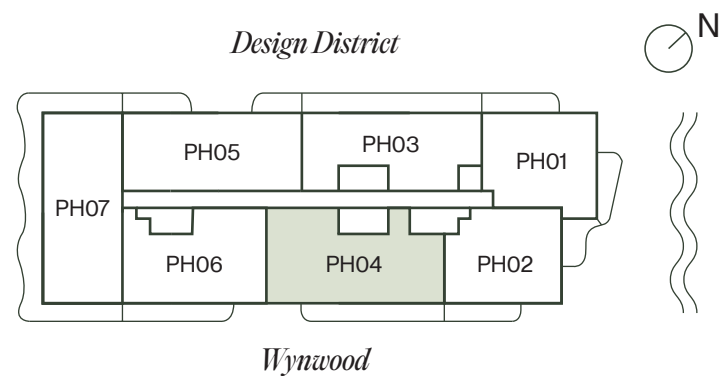 N
Design District
PH05
PH03
PH01
PH07
PH06
PH04
PH02
Wynwood